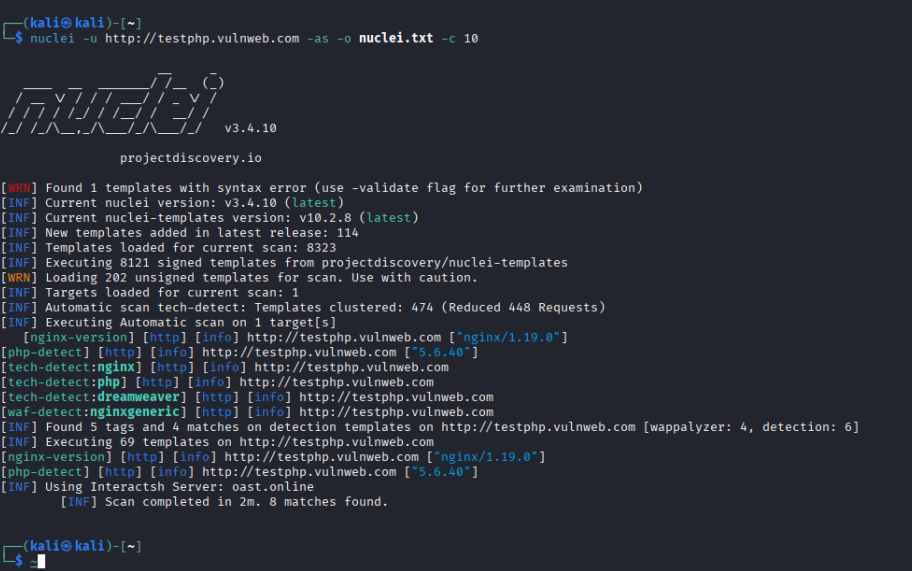 ┌──(kali㉿kali)-[~]
└─$ nuclei -u http://testphp.vulnweb.com -as -o nuclei.txt -c 10
nuclei
v3.4.10
projectdiscovery.io
[WRN] Found 1 templates with syntax error (use -validate flag for further examination)
[INF] Current nuclei version: v3.4.10 (latest)
[INF] Current nuclei-templates version: v10.2.8 (latest)
[INF] New templates added in latest release: 114
[INF] Templates loaded for current scan: 8323
[INF] Executing 8121 signed templates from projectdiscovery/nuclei-templates
[WRN] Loading 202 unsigned templates for scan. Use with caution.
[INF] Targets loaded for current scan: 1
[INF] Automatic scan tech-detect: Templates clustered: 474 (Reduced 448 Requests)
[INF] Executing Automatic scan on 1 target[s]
[nginx-version] [http] [info] http://testphp.vulnweb.com ["nginx/1.19.0"]
[php-detect] [http] [info] http://testphp.vulnweb.com ["5.6.40"]
[tech-detect:nginx] [http] [info] http://testphp.vulnweb.com
[tech-detect:php] [http] [info] http://testphp.vulnweb.com
[tech-detect:dreamweaver] [http] [info] http://testphp.vulnweb.com
[waf-detect:nginxgeneric] [http] [info] http://testphp.vulnweb.com
[INF] Found 5 tags and 4 matches on detection templates on http://testphp.vulnweb.com [wappalyzer: 4, detection: 6]
[INF] Executing 69 templates on http://testphp.vulnweb.com
[nginx-version] [http] [info] http://testphp.vulnweb.com ["nginx/1.19.0"]
[php-detect] [http] [info] http://testphp.vulnweb.com ["5.6.40"]
[INF] Using Interactsh Server: oast.online
[INF] Scan completed in 2m. 8 matches found.
┌──(kali㉿kali)-[~]
└─$ ~